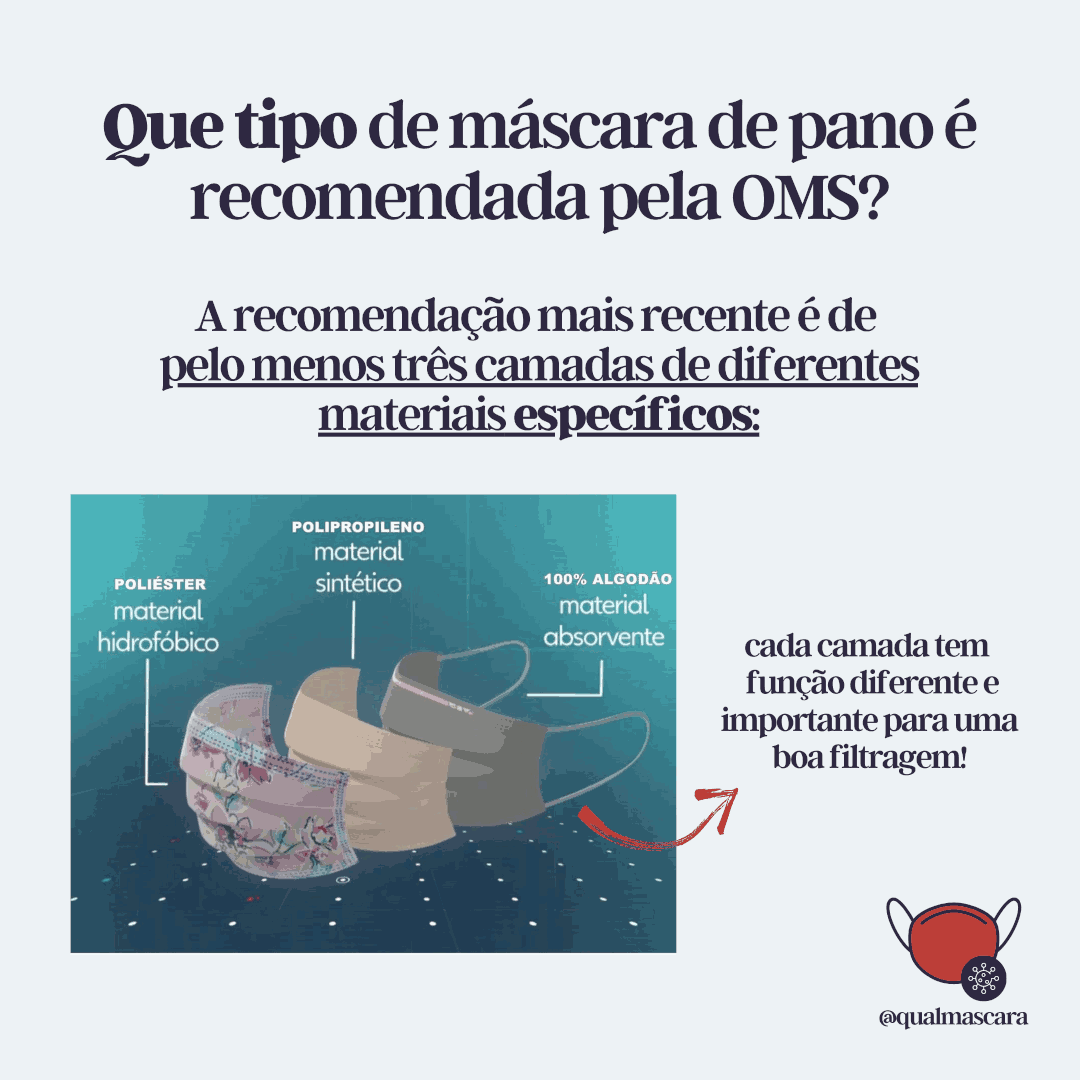 Que tipo de máscara de pano é
recomendada pela OMS?
A recomendação mais recente é de
pelo menos três camadas de diferentes
materiais específicos:
POLIPROPILENO
material
sintético
POLIÉSTER
material
hidrofóbico
100% ALGODÃO
material
absorvente
cada camada tem
função diferente e
importante para uma
boa filtragem!
@qualmascara